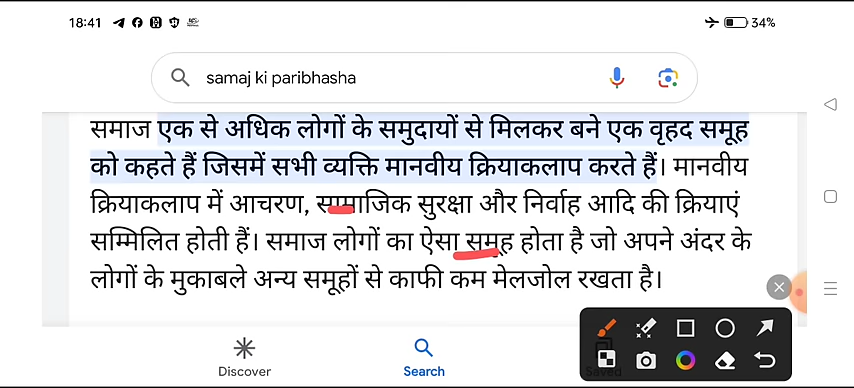 18:41
34%
samaj ki paribhasha
समाज एक से अधिक लोगों के समुदायों से मिलकर बने एक वृहद समूह
को कहते हैं जिसमें सभी व्यक्ति मानवीय क्रियाकलाप करते हैं। मानवीय
क्रियाकलाप में आचरण, सामाजिक सुरक्षा और निर्वाह आदि की क्रियाएं
सम्मिलित होती हैं। समाज लोगों का ऐसा समूह होता है जो अपने अंदर के
लोगों के मुकाबले अन्य समूहों से काफी कम मेलजोल रखता है।
Discover
Search
Saved